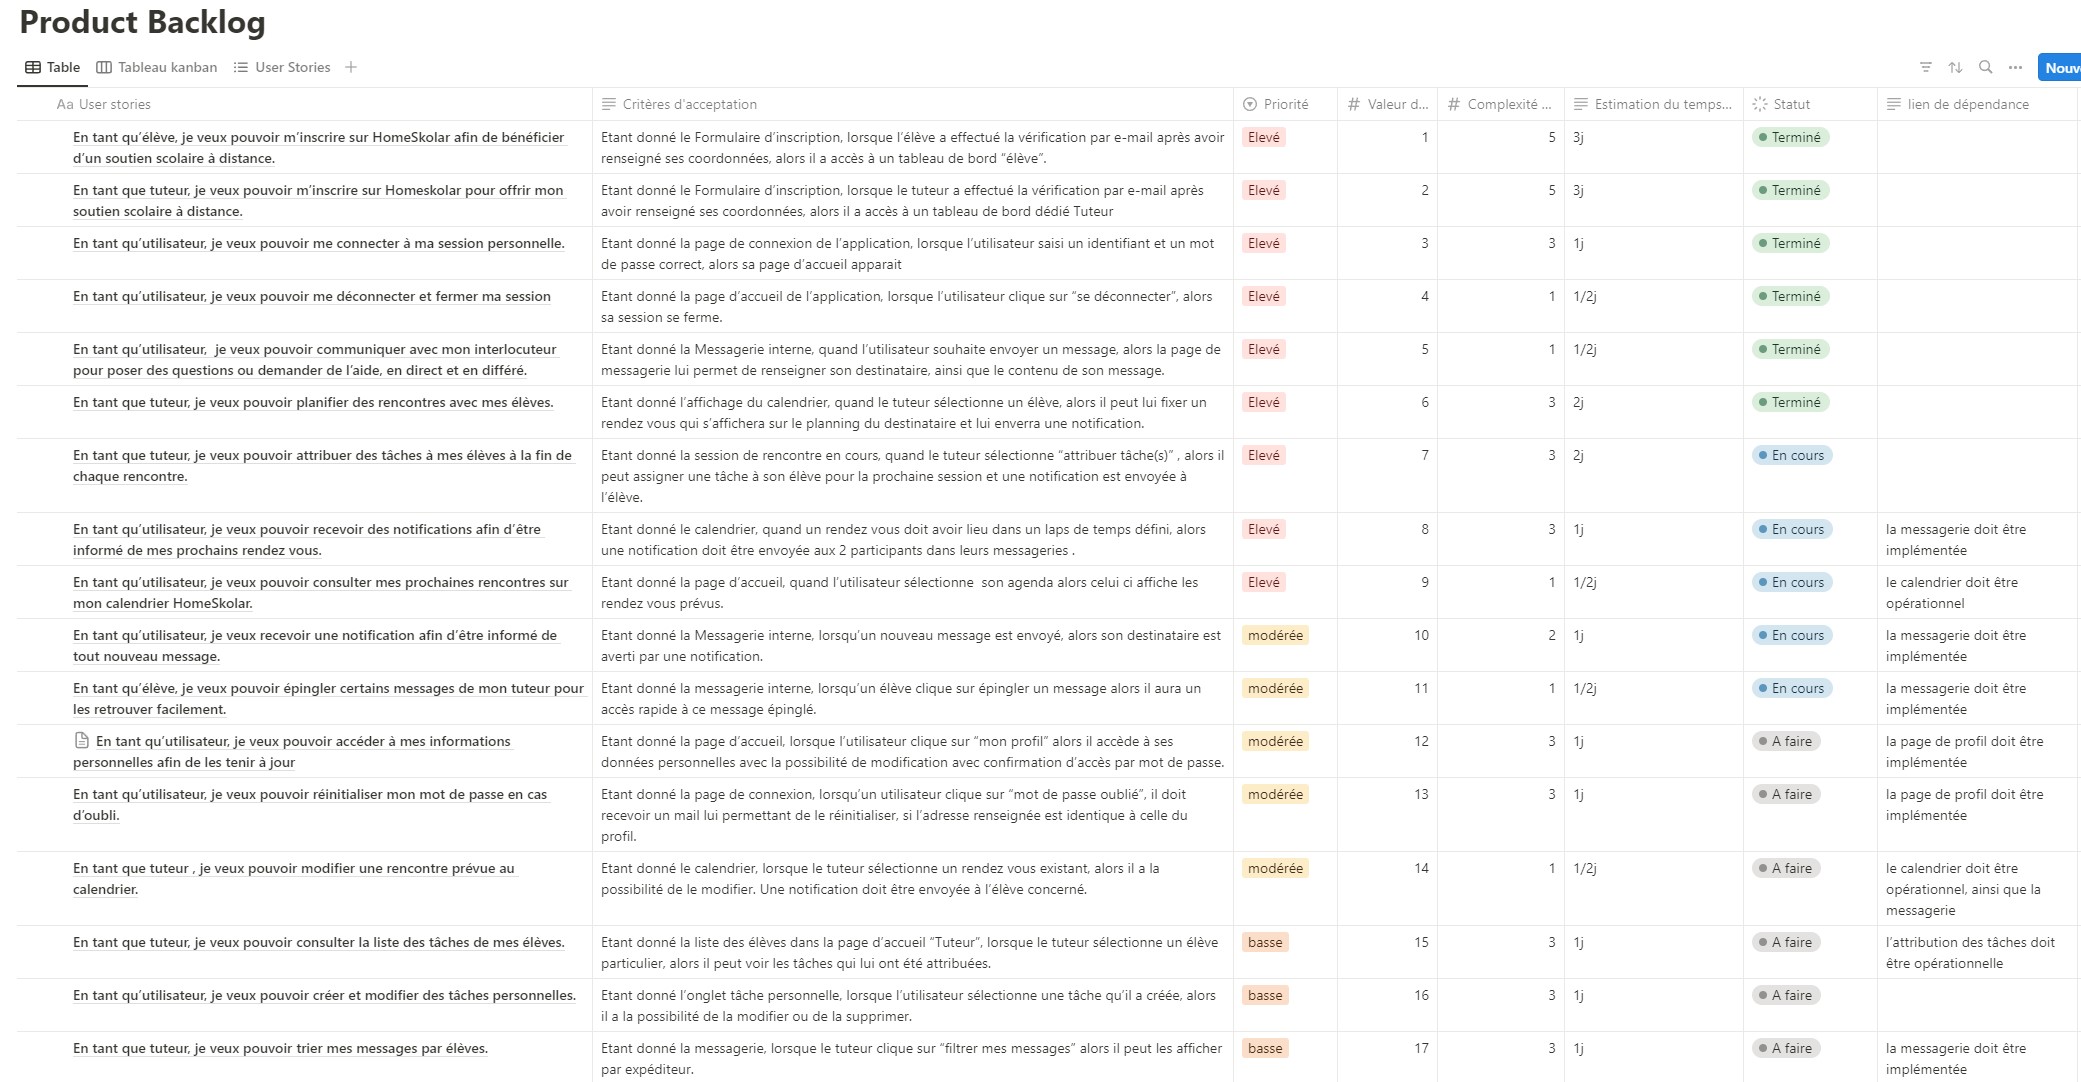 Product Backlog
Table
Tableau kanban
User Stories
Nouv
Aa User stories
Critères d'acceptation
Priorité
Valeur d...
Complexité ...
Estimation du temps...
Statut
lien de dépendance
En tant qu’élève, je veux pouvoir m’inscrire sur HomeSkolar afin de bénéficier
d’un soutien scolaire à distance.
Etant donné le Formulaire d’inscription, lorsque l’élève a effectué la vérification par e-mail après avoir
renseigné ses coordonnées, alors il a accès à un tableau de bord “élève”.
Elevé
1
5
3j
Terminé
En tant que tuteur, je veux pouvoir m’inscrire sur Homeskolar pour offrir mon
soutien scolaire à distance.
Etant donné le Formulaire d’inscription, lorsque le tuteur a effectué la vérification par e-mail après
avoir renseigné ses coordonnées, alors il a accès à un tableau de bord dédié Tuteur
Elevé
2
5
3j
Terminé
En tant qu’utilisateur, je veux pouvoir me connecter à ma session personnelle.
Etant donné la page de connexion de l’application, lorsque l’utilisateur saisi un identifiant et un mot
de passe correct, alors sa page d’accueil apparait
Elevé
3
3
1j
Terminé
En tant qu’utilisateur, je veux pouvoir me déconnecter et fermer ma session
Etant donné la page d’accueil de l’application, lorsque l’utilisateur clique sur “se déconnecter”, alors
sa session se ferme.
Elevé
4
1
1/2j
Terminé
En tant qu’utilisateur,  je veux pouvoir communiquer avec mon interlocuteur
pour poser des questions ou demander de l’aide, en direct et en différé.
Etant donné la Messagerie interne, quand l’utilisateur souhaite envoyer un message, alors la page de
messagerie lui permet de renseigner son destinataire, ainsi que le contenu de son message.
Elevé
5
1
1/2j
Terminé
En tant que tuteur, je veux pouvoir planifier des rencontres avec mes élèves.
Etant donné l’affichage du calendrier, quand le tuteur sélectionne un élève, alors il peut lui fixer un
rendez vous qui s’affichera sur le planning du destinataire et lui enverra une notification.
Elevé
6
3
2j
Terminé
En tant que tuteur, je veux pouvoir attribuer des tâches à mes élèves à la fin de
chaque rencontre.
Etant donné la session de rencontre en cours, quand le tuteur sélectionne “attribuer tâche(s)” , alors il
peut assigner une tâche à son élève pour la prochaine session et une notification est envoyée à
l’élève.
Elevé
7
3
2j
En cours
En tant qu’utilisateur, je veux pouvoir recevoir des notifications afin d’être
informé de mes prochains rendez vous.
Etant donné le calendrier, quand un rendez vous doit avoir lieu dans un laps de temps défini, alors
une notification doit être envoyée aux 2 participants dans leurs messageries .
Elevé
8
3
1j
En cours
la messagerie doit être
implémentée
En tant qu’utilisateur, je veux pouvoir consulter mes prochaines rencontres sur
mon calendrier HomeSkolar.
Etant donné la page d’accueil, quand l’utilisateur sélectionne  son agenda alors celui ci affiche les
rendez vous prévus.
Elevé
9
1
1/2j
En cours
le calendrier doit être
opérationnel
En tant qu’utilisateur, je veux recevoir une notification afin d’être informé de
tout nouveau message.
Etant donné la Messagerie interne, lorsqu’un nouveau message est envoyé, alors son destinataire est
averti par une notification.
modérée
10
2
1j
En cours
la messagerie doit être
implémentée
En tant qu’élève, je veux pouvoir épingler certains messages de mon tuteur pour
les retrouver facilement.
Etant donné la messagerie interne, lorsqu’un élève clique sur épingler un message alors il aura un
accès rapide à ce message épinglé.
modérée
11
1
1/2j
En cours
la messagerie doit être
implémentée
En tant qu’utilisateur, je veux pouvoir accéder à mes informations
personnelles afin de les tenir à jour
Etant donné la page d’accueil, lorsque l’utilisateur clique sur “mon profil” alors il accède à ses
données personnelles avec la possibilité de modification avec confirmation d’accès par mot de passe.
modérée
12
3
1j
A faire
la page de profil doit être
implémentée
En tant qu’utilisateur, je veux pouvoir réinitialiser mon mot de passe en cas
d’oubli.
Etant donné la page de connexion, lorsqu’un utilisateur clique sur “mot de passe oublié”, il doit
recevoir un mail lui permettant de le réinitialiser, si l’adresse renseignée est identique à celle du
profil.
modérée
13
3
1j
A faire
la page de profil doit être
implémentée
En tant que tuteur , je veux pouvoir modifier une rencontre prévue au
calendrier.
Etant donné le calendrier, lorsque le tuteur sélectionne un rendez vous existant, alors il a la
possibilité de le modifier. Une notification doit être envoyée à l’élève concerné.
modérée
14
1
1/2j
A faire
le calendrier doit être
opérationnel, ainsi que la
messagerie
En tant que tuteur, je veux pouvoir consulter la liste des tâches de mes élèves.
Etant donné la liste des élèves dans la page d’accueil “Tuteur”, lorsque le tuteur sélectionne un élève
particulier, alors il peut voir les tâches qui lui ont été attribuées.
basse
15
3
1j
A faire
l’attribution des tâches doit
être opérationnelle
En tant qu’utilisateur, je veux pouvoir créer et modifier des tâches personnelles.
Etant donné l’onglet tâche personnelle, lorsque l’utilisateur sélectionne une tâche qu’il a créée, alors
il a la possibilité de la modifier ou de la supprimer.
basse
16
3
1j
A faire
En tant que tuteur, je veux pouvoir trier mes messages par élèves.
Etant donné la messagerie, lorsque le tuteur clique sur “filtrer mes messages” alors il peut les afficher
par expéditeur.
basse
17
3
1j
A faire
la messagerie doit être
implémentée